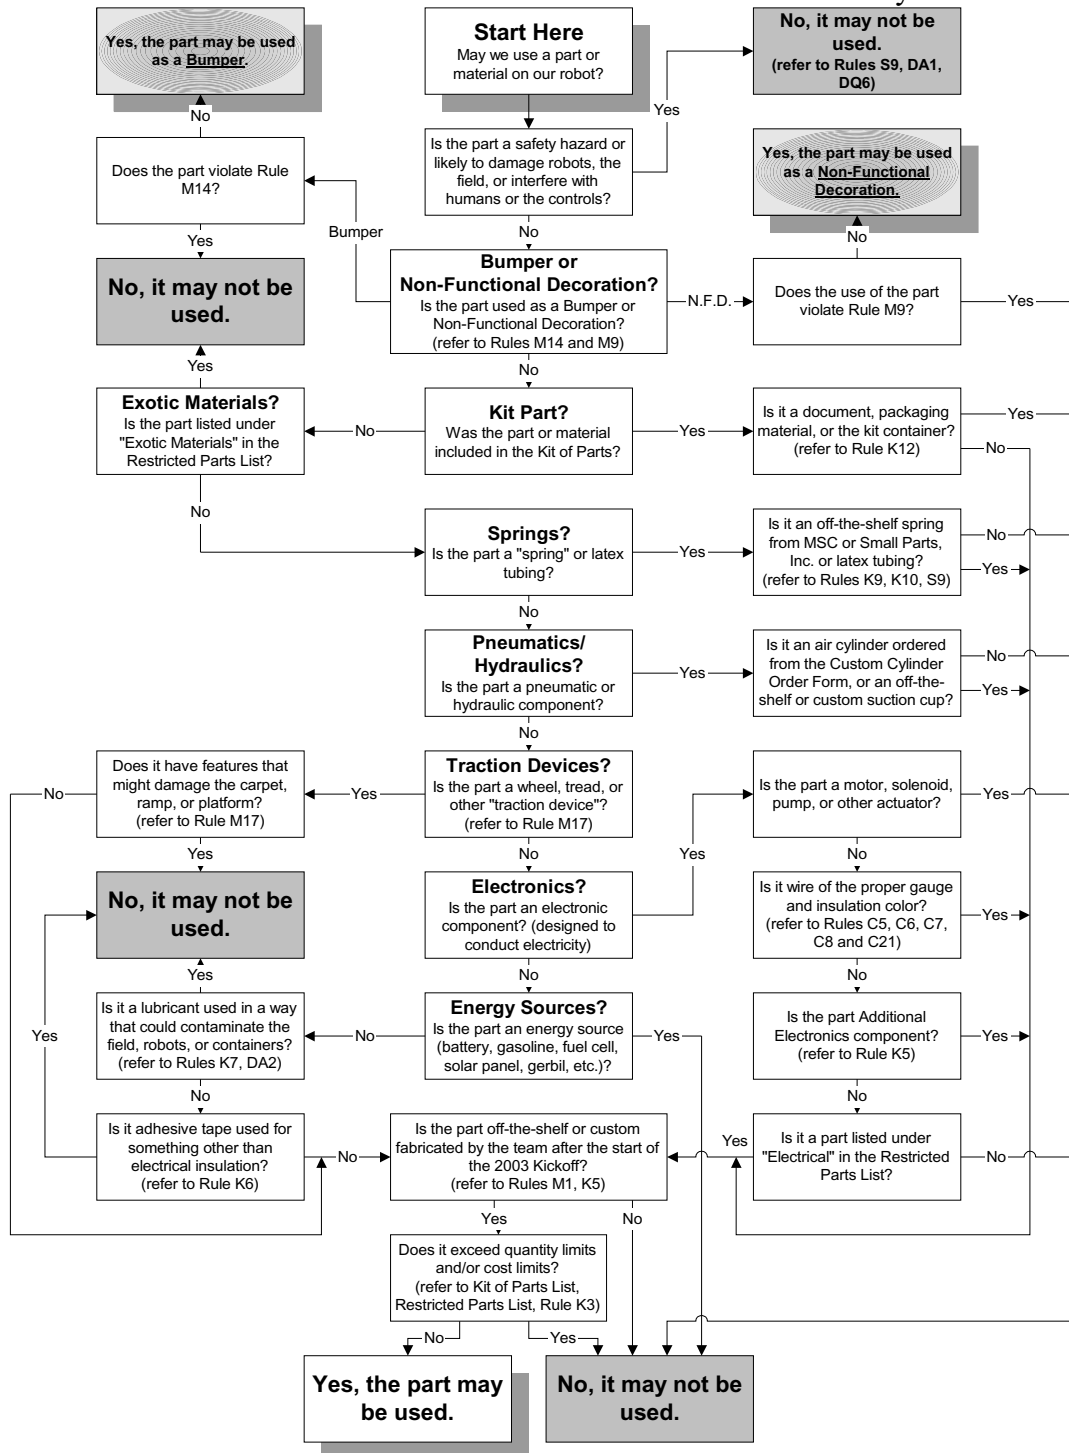 Yes, the part may be used
as a Bumper.
Start Here
May we use a part or
material on our robot?
No, it may not be
used.
(refer to Rules S9, DA1,
DQ6)
No
Yes
Does the part violate Rule
M14?
Is the part a safety hazard or
likely to damage robots, the
field, or interfere with
humans or the controls?
Yes, the part may be used
as a Non-Functional
Decoration.
Yes
Bumper
No
No
No, it may not be
used.
Bumper or
Non-Functional Decoration?
Is the part used as a Bumper or
Non-Functional Decoration?
(refer to Rules M14 and M9)
N.F.D.
Does the use of the part
violate Rule M9?
Yes
Yes
No
Exotic Materials?
Is the part listed under
"Exotic Materials" in the
Restricted Parts List?
No
Kit Part?
Was the part or material
included in the Kit of Parts?
Yes
Is it a document, packaging
material, or the kit container?
(refer to Rule K12)
Yes
No
No
Springs?
Is the part a "spring" or latex
tubing?
Yes
Is it an off-the-shelf spring
from MSC or Small Parts,
Inc. or latex tubing?
(refer to Rules K9, K10, S9)
No
Yes
No
Pneumatics/
Hydraulics?
Is the part a pneumatic or
hydraulic component?
Yes
Is it an air cylinder ordered
from the Custom Cylinder
Order Form, or an off-the-
shelf or custom suction cup?
No
Yes
No
No
Does it have features that
might damage the carpet,
ramp, or platform?
(refer to Rule M17)
Yes
Traction Devices?
Is the part a wheel, tread, or
other "traction device"?
(refer to Rule M17)
Is the part a motor, solenoid,
pump, or other actuator?
Yes
Yes
No
Yes
No
No, it may not be
used.
Electronics?
Is the part an electronic
component? (designed to
conduct electricity)
Is it wire of the proper gauge
and insulation color?
(refer to Rules C5, C6, C7,
C8 and C21)
Yes
Yes
No
No
Yes
Is it a lubricant used in a way
that could contaminate the
field, robots, or containers?
(refer to Rules K7, DA2)
No
Energy Sources?
Is the part an energy source
(battery, gasoline, fuel cell,
solar panel, gerbil, etc.)?
Yes
Is the part Additional
Electronics component?
(refer to Rule K5)
Yes
No
No
Is it adhesive tape used for
something other than
electrical insulation?
(refer to Rule K6)
No
Is the part off-the-shelf or custom
fabricated by the team after the start of
the 2003 Kickoff?
(refer to Rules M1, K5)
Yes
Is it a part listed under
"Electrical" in the Restricted
Parts List?
No
Yes
No
Does it exceed quantity limits
and/or cost limits?
(refer to Kit of Parts List,
Restricted Parts List, Rule K3)
No
Yes
Yes, the part may
be used.
No, it may not be
used.